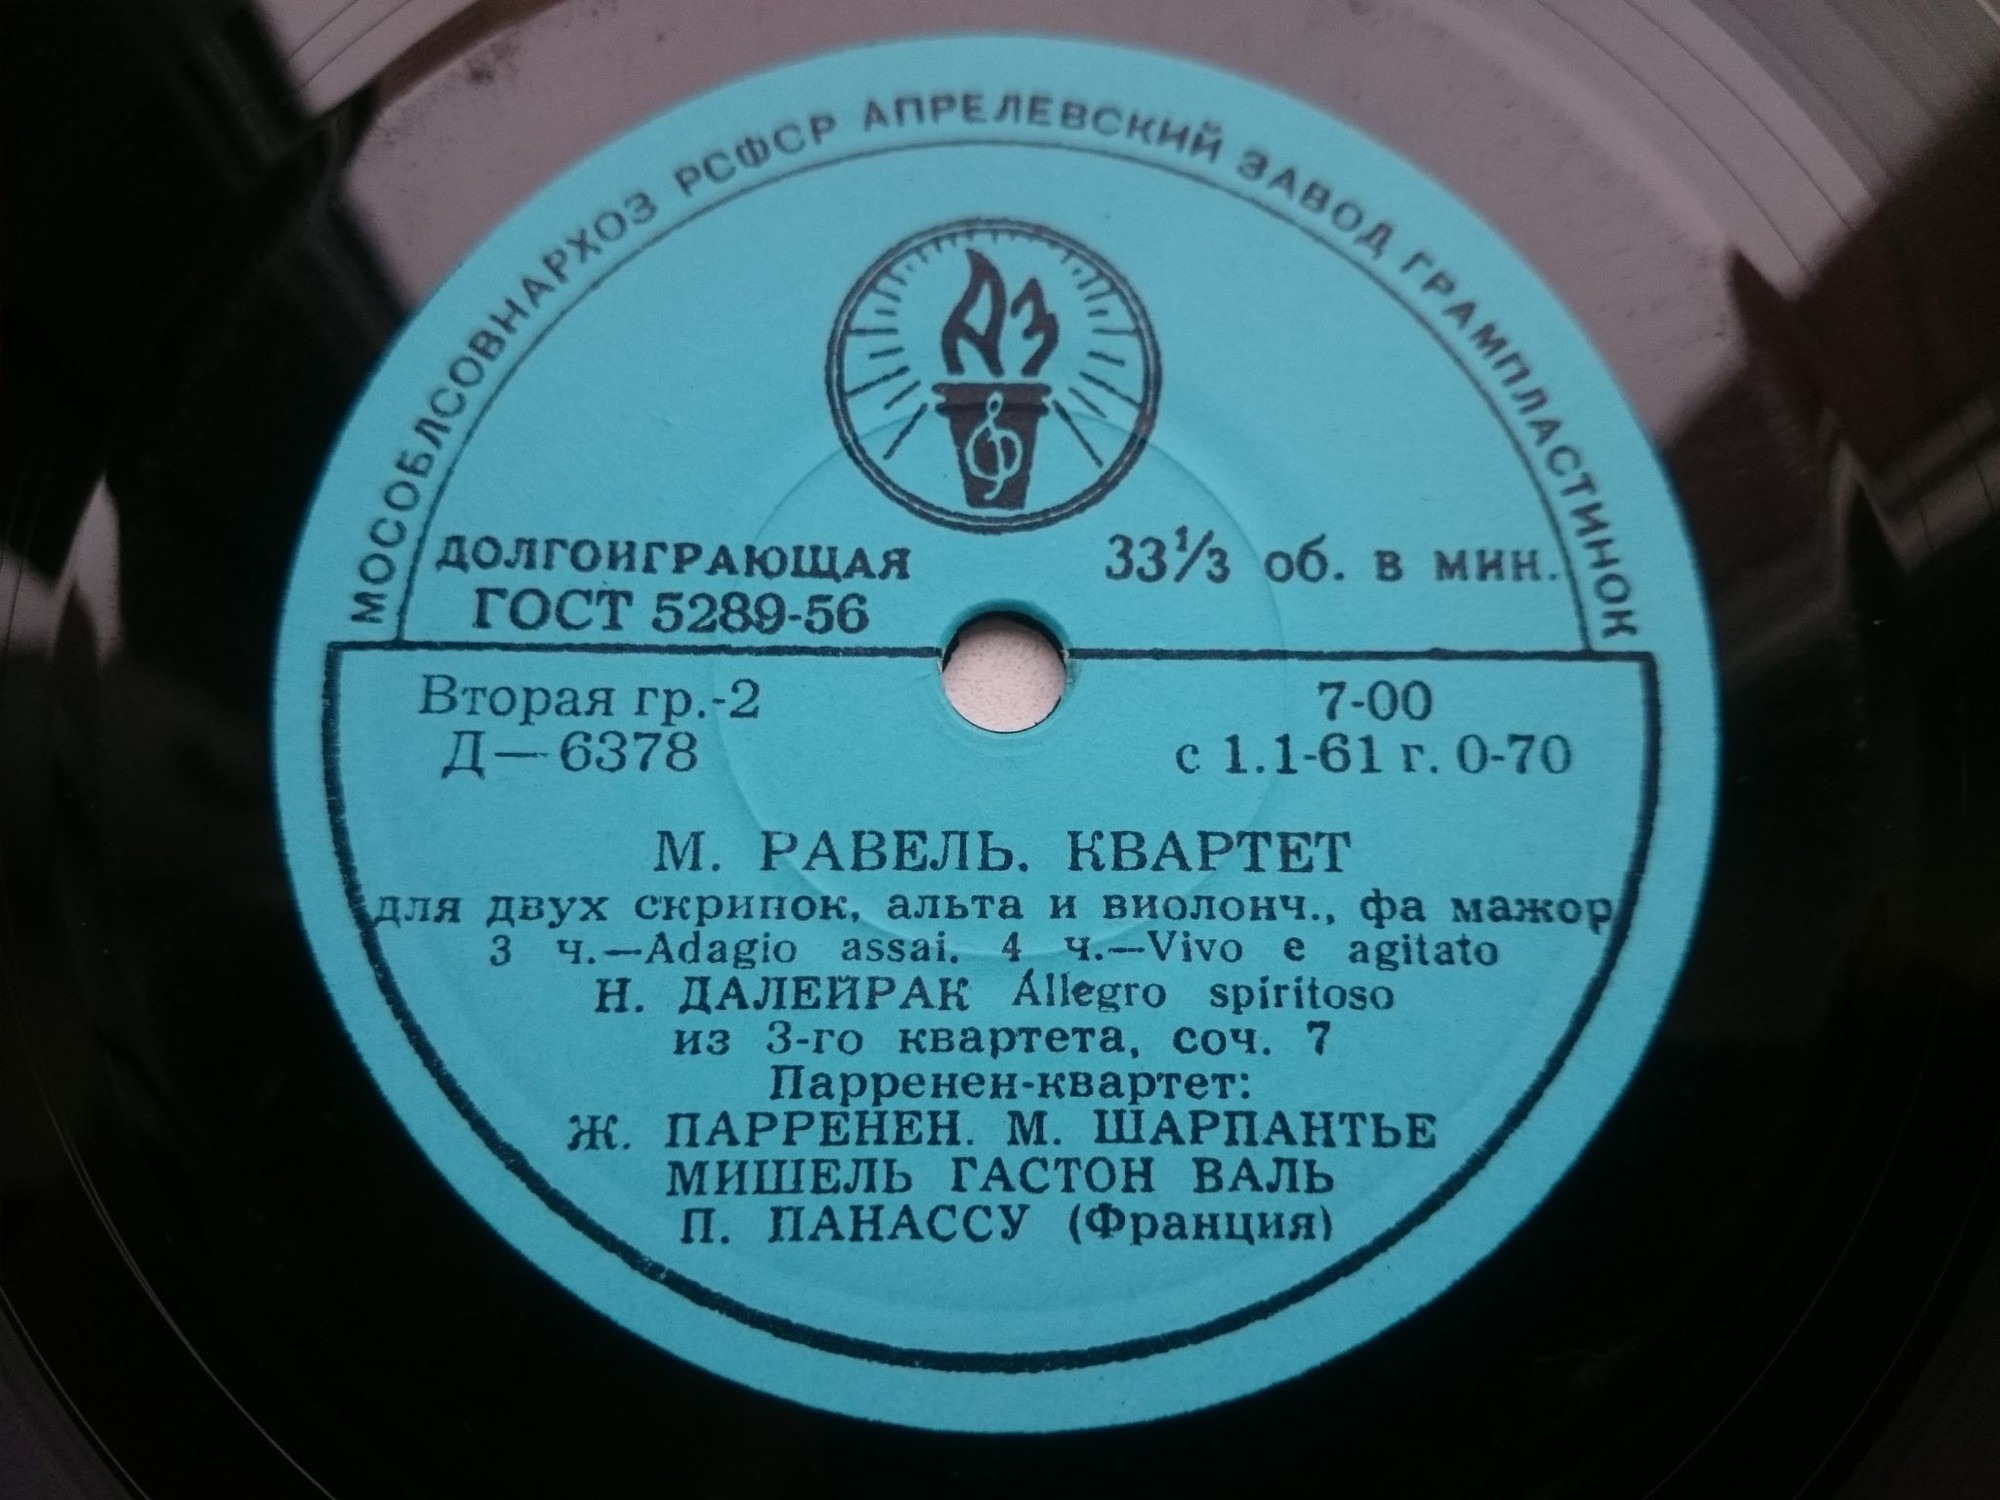 МОСОБЛСОВНАРХОЗ РСФСР АПРЕЛЕВСКИЙ ЗАВОД ГРАМПЛАСТИНОК
АЗ
ДОЛГОИГРАЮЩАЯ
33⅓ об. в мин.
ГОСТ 5289-56
Вторая гр.-2
7-00
Д—6378
с 1.1-61 г. 0-70
М. РАВЕЛЬ. КВАРТЕТ
для двух скрипок, альта и виолонч., фа мажор
3 ч.—Adagio assai. 4 ч.—Vivo e agitato
Н. ДАЛЕЙРАК Allegro spiritoso
из 3-го квартета, соч. 7
Парренен-квартет:
Ж. ПАРРЕНЕН. М. ШАРПАНТЬЕ
МИШЕЛЬ ГАСТОН ВАЛЬ
П. ПАНАССУ (Франция)